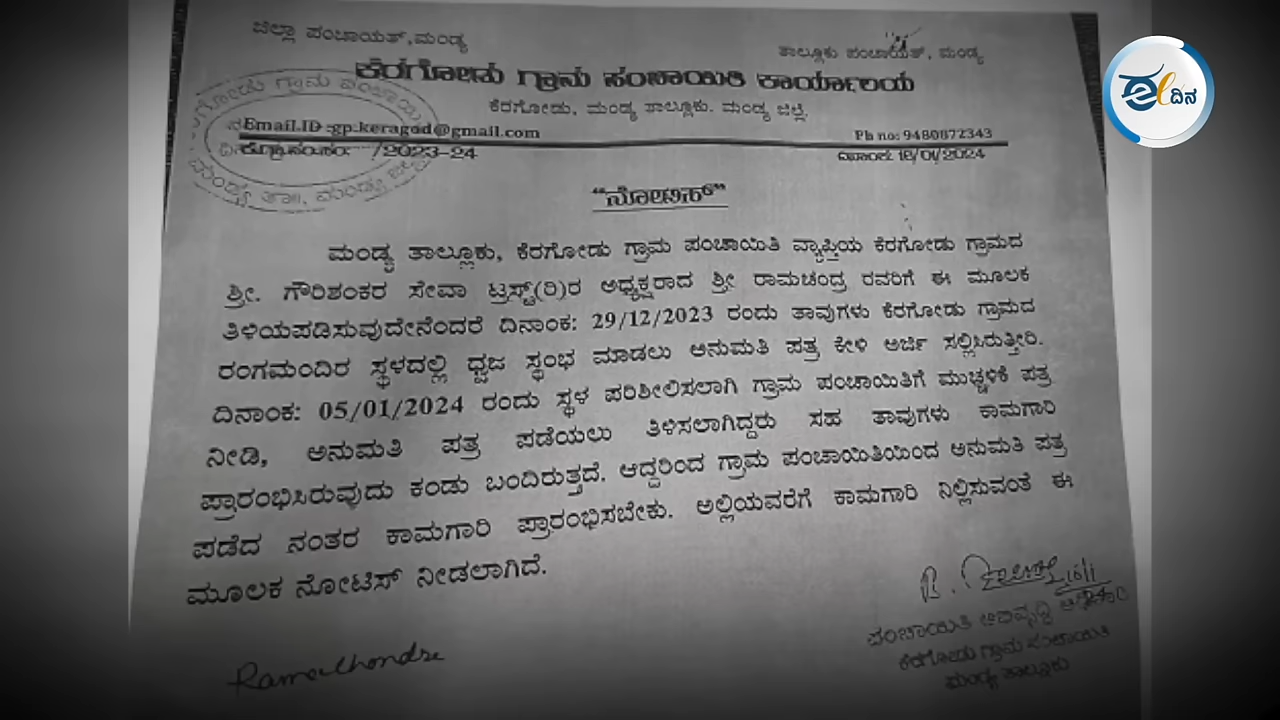 ಜಿಲ್ಲಾ ಪಂಚಾಯತ್,ಮಂಡ್ಯ
ತಾಲ್ಲೂಕು ಪಂಚಾಯತ್, ಮಂಡ್ಯ
ಕೆರಗೋಡು ಗ್ರಾಮ ಪಂಚಾಯಿತಿ ಕಾರ್ಯಾಲಯ
ಕೆರಗೋಡು, ಮಂಡ್ಯ ತಾಲ್ಲೂಕು. ಮಂಡ್ಯ ಜಿಲ್ಲೆ.
Email.ID :gp.keragod@gmail.com
Ph no: 9480872343
/2023-24
ದಿನಾಂಕ: 18/01/2024
"ನೋಟಿಸ್"
ಮಂಡ್ಯ ತಾಲ್ಲೂಕು, ಕೆರಗೋಡು ಗ್ರಾಮ ಪಂಚಾಯಿತಿ ವ್ಯಾಪ್ತಿಯ ಕೆರಗೋಡು ಗ್ರಾಮದ
ಶ್ರೀ. ಗೌರಿಶಂಕರ ಸೇವಾ ಟ್ರಸ್ಟ್(ರಿ)ರ ಅಧ್ಯಕ್ಷರಾದ ಶ್ರೀ ರಾಮಚಂದ್ರ ರವರಿಗೆ ಈ ಮೂಲಕ
ತಿಳಿಯಪಡಿಸುವುದೇನೆಂದರೆ ದಿನಾಂಕ: 29/12/2023 ರಂದು ತಾವುಗಳು ಕೆರಗೋಡು ಗ್ರಾಮದ
ರಂಗಮಂದಿರ ಸ್ಥಳದಲ್ಲಿ ಧ್ವಜ ಸ್ಥಂಭ ಮಾಡಲು ಅನುಮತಿ ಪತ್ರ ಕೇಳಿ ಅರ್ಜಿ ಸಲ್ಲಿಸಿರುತ್ತೀರಿ.
ದಿನಾಂಕ: 05/01/2024 ರಂದು ಸ್ಥಳ ಪರಿಶೀಲಿಸಲಾಗಿ ಗ್ರಾಮ ಪಂಚಾಯಿತಿಗೆ ಮುಚ್ಚಳಿಕೆ ಪತ್ರ
ನೀಡಿ, ಅನುಮತಿ ಪತ್ರ ಪಡೆಯಲು ತಿಳಿಸಲಾಗಿದ್ದರು ಸಹ ತಾವುಗಳು ಕಾಮಗಾರಿ
ಪ್ರಾರಂಭಿಸಿರುವುದು ಕಂಡು ಬಂದಿರುತ್ತದೆ. ಆದ್ದರಿಂದ ಗ್ರಾಮ ಪಂಚಾಯಿತಿಯಿಂದ ಅನುಮತಿ ಪತ್ರ
ಪಡೆದ ನಂತರ ಕಾಮಗಾರಿ ಪ್ರಾರಂಭಿಸಬೇಕು. ಅಲ್ಲಿಯವರೆಗೆ ಕಾಮಗಾರಿ ನಿಲ್ಲಿಸುವಂತೆ ಈ
ಮೂಲಕ ನೋಟಿಸ್ ನೀಡಲಾಗಿದೆ.
ಪಂಚಾಯಿತಿ ಅಭಿವೃದ್ಧಿ ಅಧಿಕಾರಿ
ಕೆರಗೋಡು ಗ್ರಾಮ ಪಂಚಾಯಿತಿ
ಮಂಡ್ಯ ತಾಲ್ಲೂಕು
ದಿನ